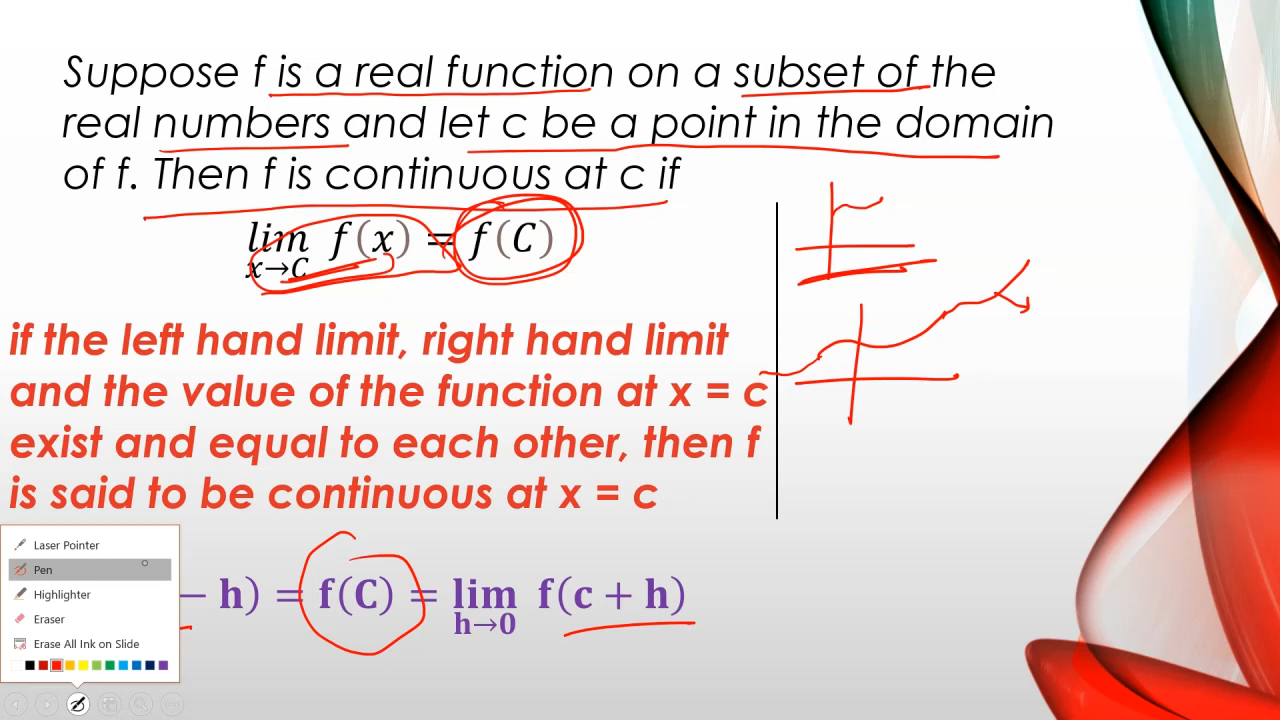 Suppose f is a real function on a subset of the
real numbers and let c be a point in the domain
of f. Then f is continuous at c if
lim f(x) = f(C)
x→C
if the left hand limit, right hand limit
and the value of the function at x = c
exist and equal to each other, then f
is said to be continuous at x = c
− h) = f(C) = lim f(c + h)
h→0
Laser Pointer
Pen
Highlighter
Eraser
Erase All Ink on Slide